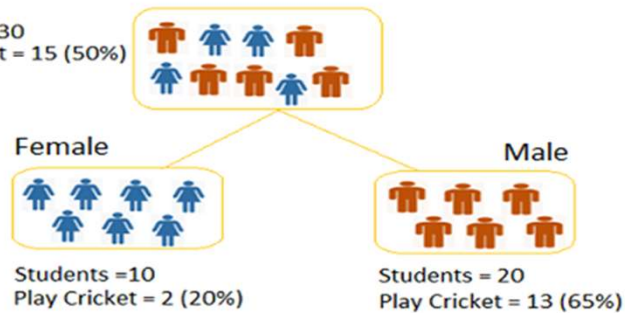 30
t = 15 (50%)
Female
Male
Students =10
Play Cricket = 2 (20%)
Students = 20
Play Cricket = 13 (65%)